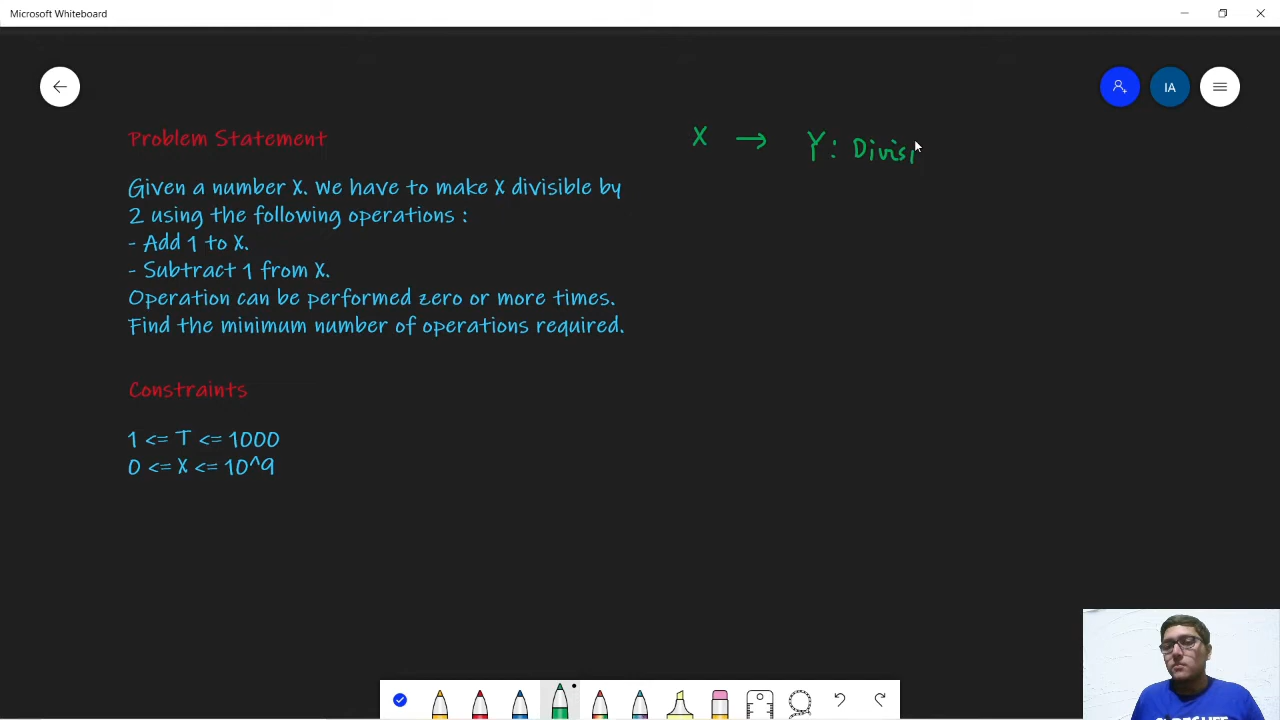 Microsoft Whiteboard
IA
Problem Statement
X → Y: Divisi
Given a number X. We have to make X divisible by
2 using the following operations :
- Add 1 to X.
- Subtract 1 from X.
Operation can be performed zero or more times.
Find the minimum number of operations required.
Constraints
1 <= T <= 1000
0 <= X <= 10^9